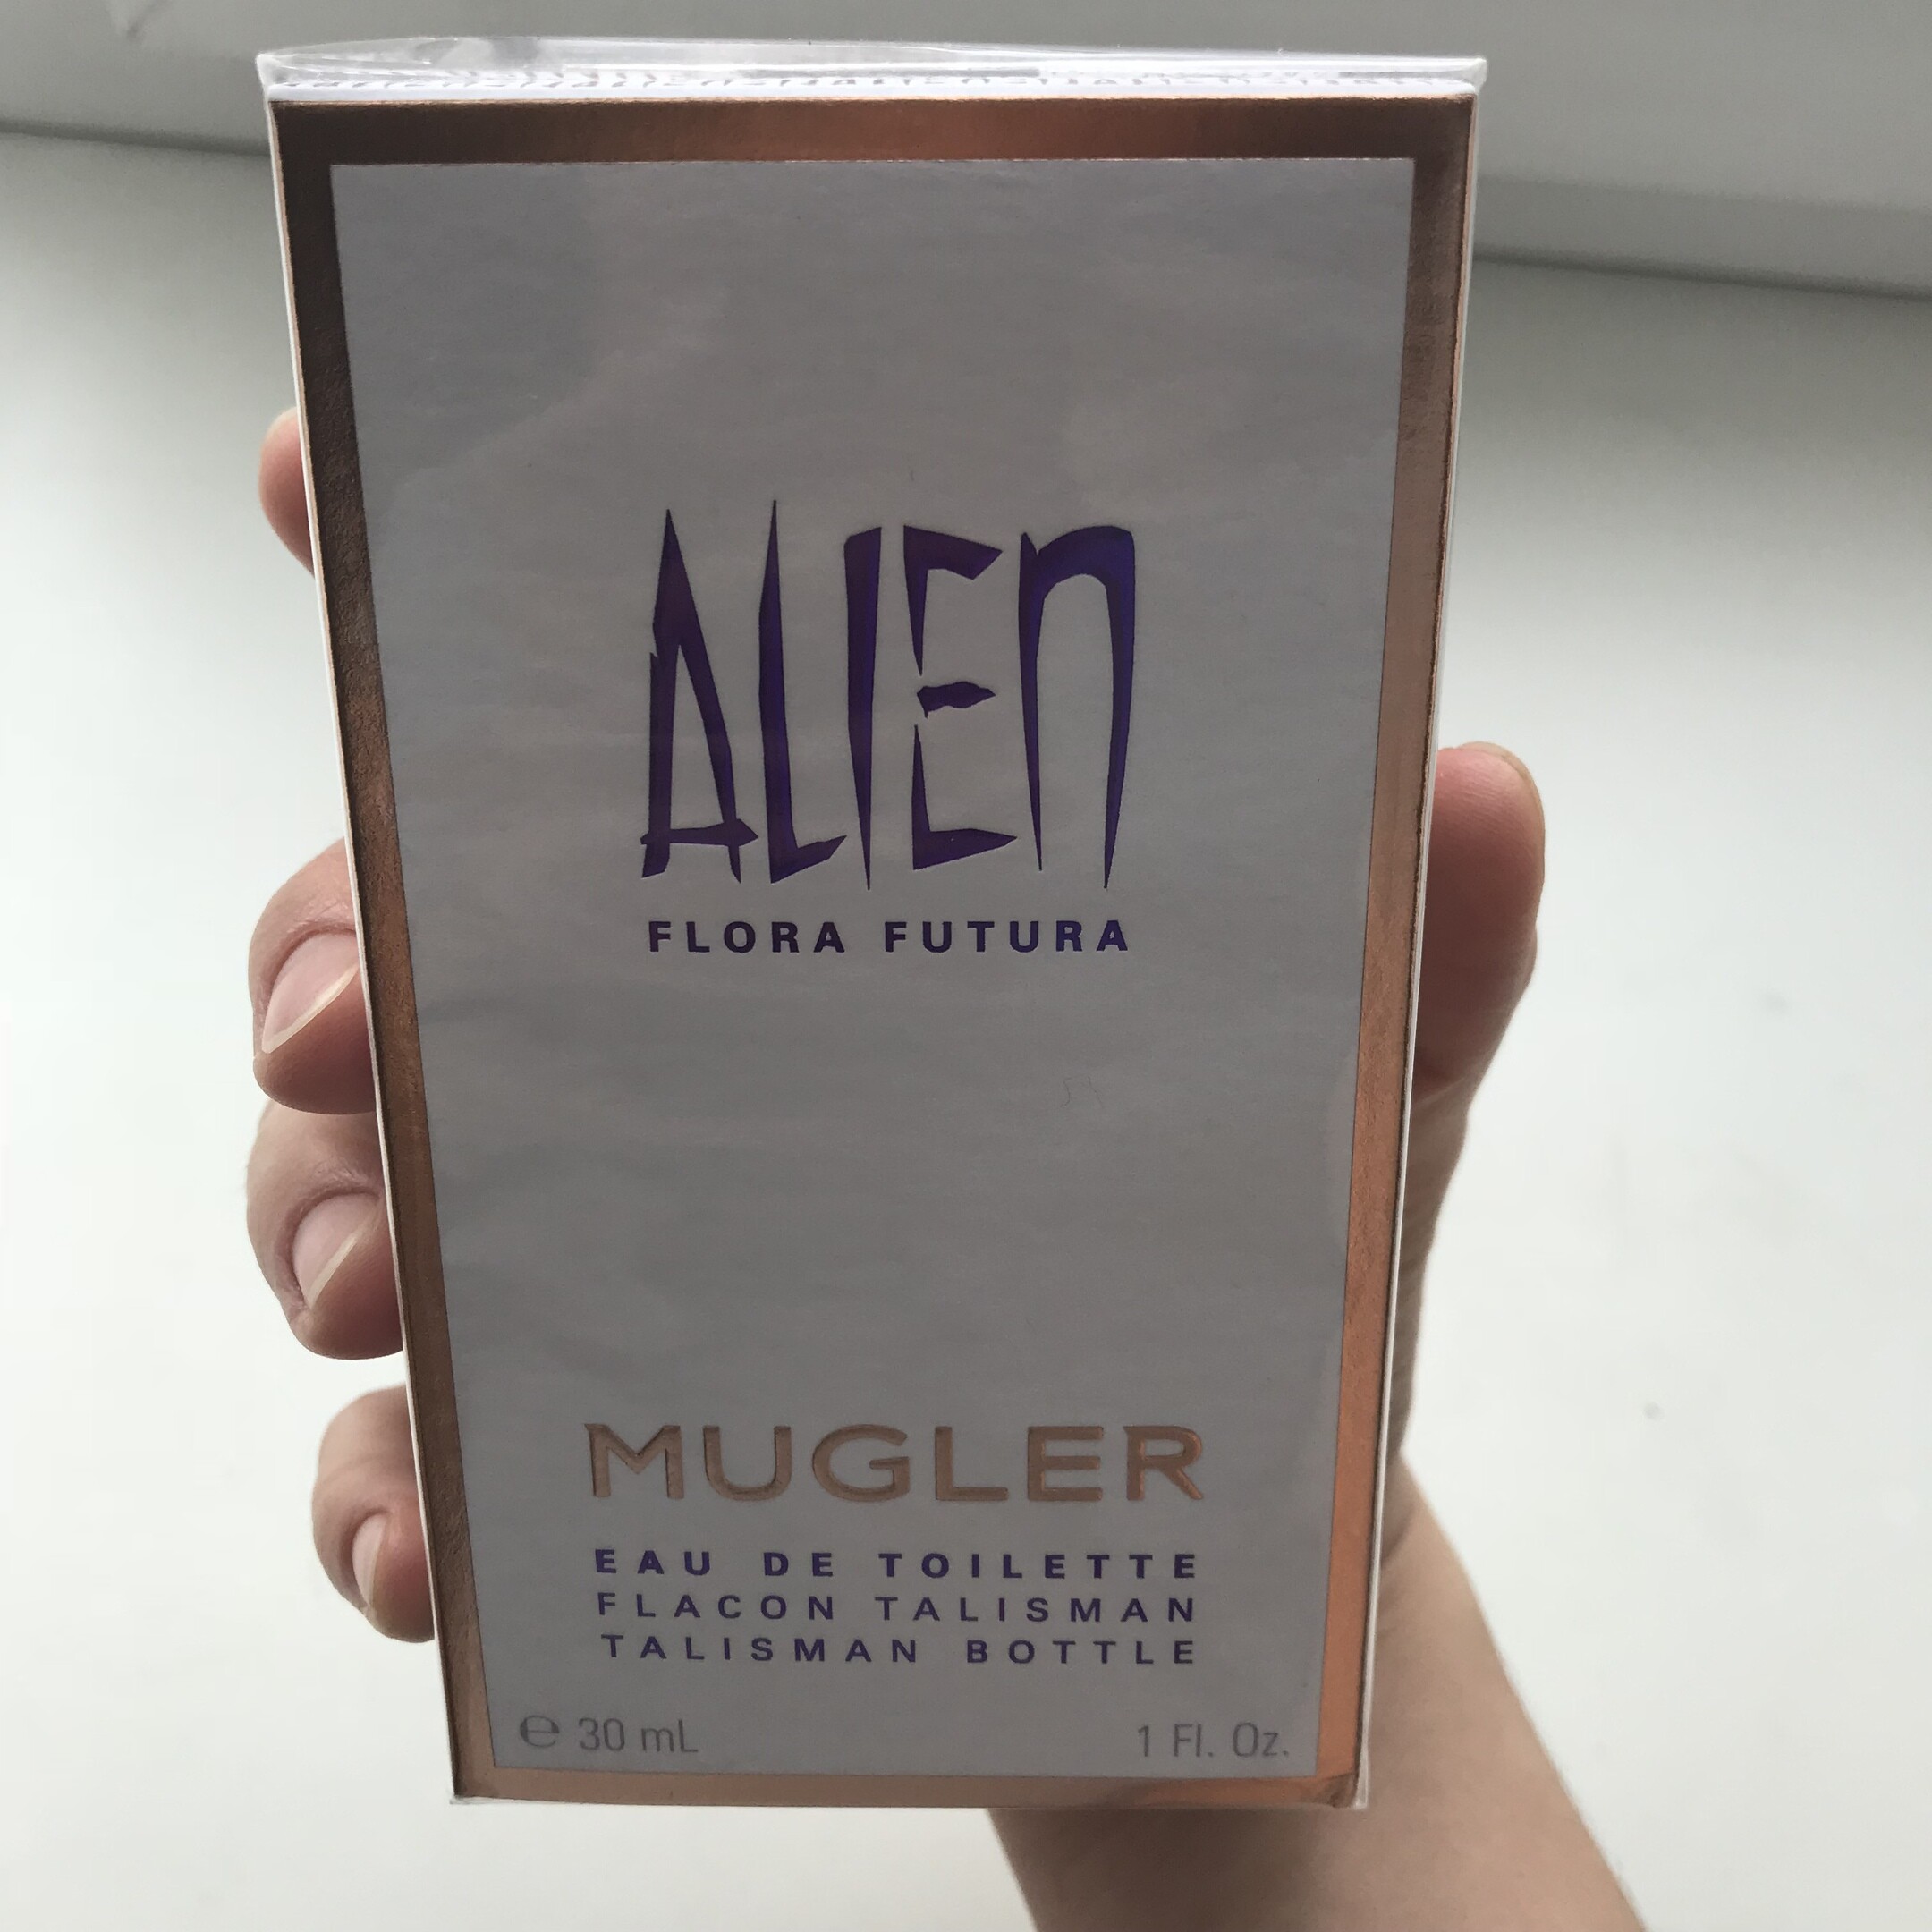 ALIEN
FLORA FUTURA
MUGLER
EAU DE TOILETTE
FLACON TALISMAN
TALISMAN BOTTLE
℮ 30 mL 1 Fl. Oz.